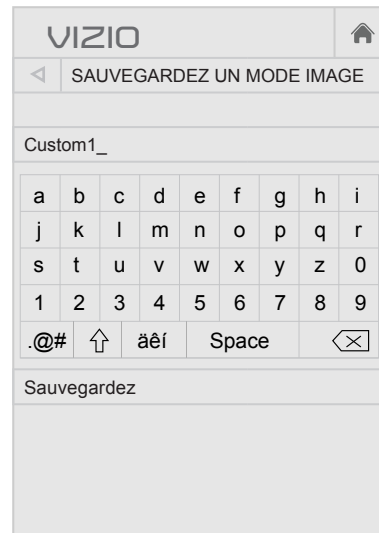 VIZIO
SAUVEGARDEZ UN MODE IMAGE
Custom1_
a b c d e f g h i
j k l m n o p q r
s t u v w x y z 0
1 2 3 4 5 6 7 8 9
.@# äêí Space
Sauvegardez